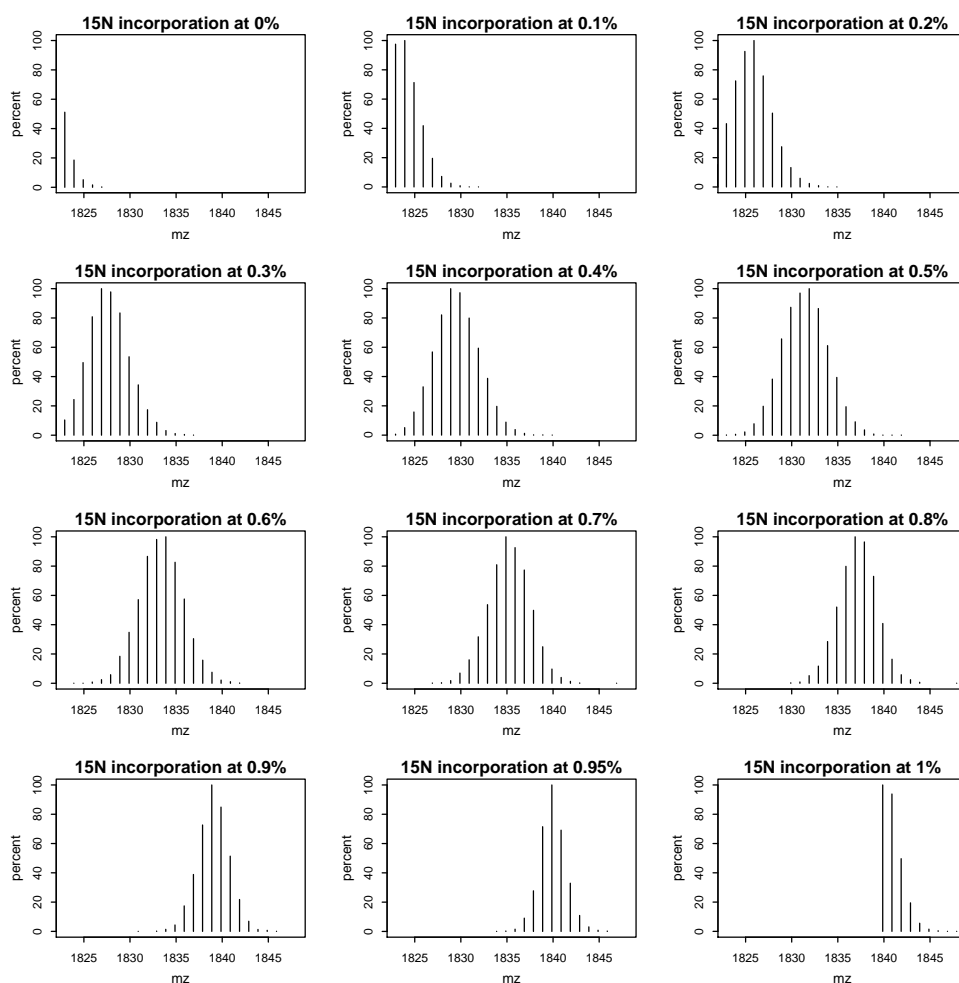 15N incorporation at 0%
percent
0 20 40 60 80 100
1825 1830 1835 1840 1845
mz
15N incorporation at 0.1%
percent
0 20 40 60 80 100
1825 1830 1835 1840 1845
mz
15N incorporation at 0.2%
percent
0 20 40 60 80 100
1825 1830 1835 1840 1845
mz
15N incorporation at 0.3%
percent
0 20 40 60 80 100
1825 1830 1835 1840 1845
mz
15N incorporation at 0.4%
percent
0 20 40 60 80 100
1825 1830 1835 1840 1845
mz
15N incorporation at 0.5%
percent
0 20 40 60 80 100
1825 1830 1835 1840 1845
mz
15N incorporation at 0.6%
percent
0 20 40 60 80 100
1825 1830 1835 1840 1845
mz
15N incorporation at 0.7%
percent
0 20 40 60 80 100
1825 1830 1835 1840 1845
mz
15N incorporation at 0.8%
percent
0 20 40 60 80 100
1825 1830 1835 1840 1845
mz
15N incorporation at 0.9%
percent
0 20 40 60 80 100
1825 1830 1835 1840 1845
mz
15N incorporation at 0.95%
percent
0 20 40 60 80 100
1825 1830 1835 1840 1845
mz
15N incorporation at 1%
percent
0 20 40 60 80 100
1825 1830 1835 1840 1845
mz